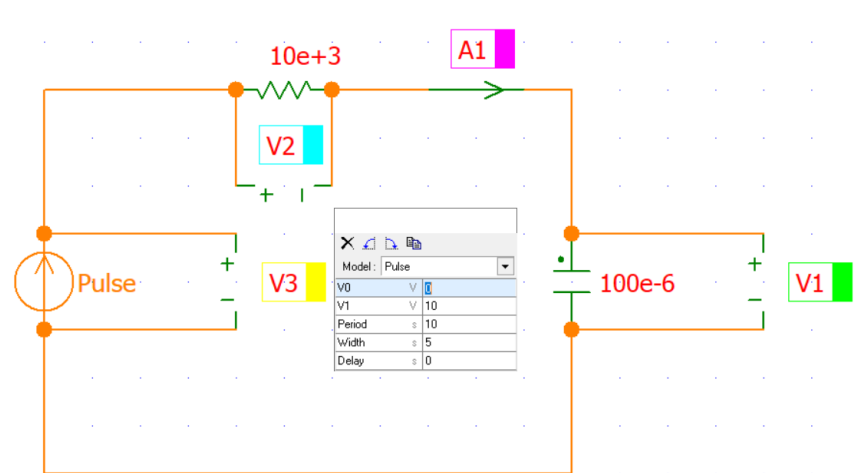 10e+3
A1
V2
Pulse
V3
100e-6
V1
Model: Pulse
V0 V 0
V1 V 10
Period s 10
Width s 5
Delay s 0